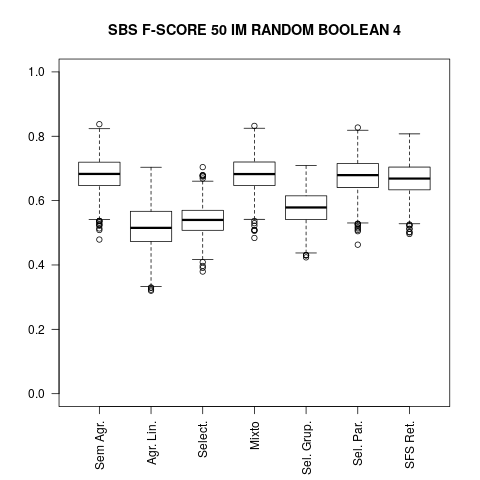 SBS F-SCORE 50 IM RANDOM BOOLEAN 4
1.0
0.8
0.6
0.4
0.2
0.0
Sem Agr.
Agr. Lin.
Select.
Mixto
Sel. Grup.
Sel. Par.
SFS Ret.